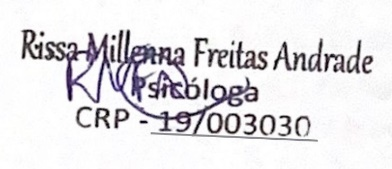 Rissa Millenna Freitas Andrade
Psicóloga
CRP - 19/003030